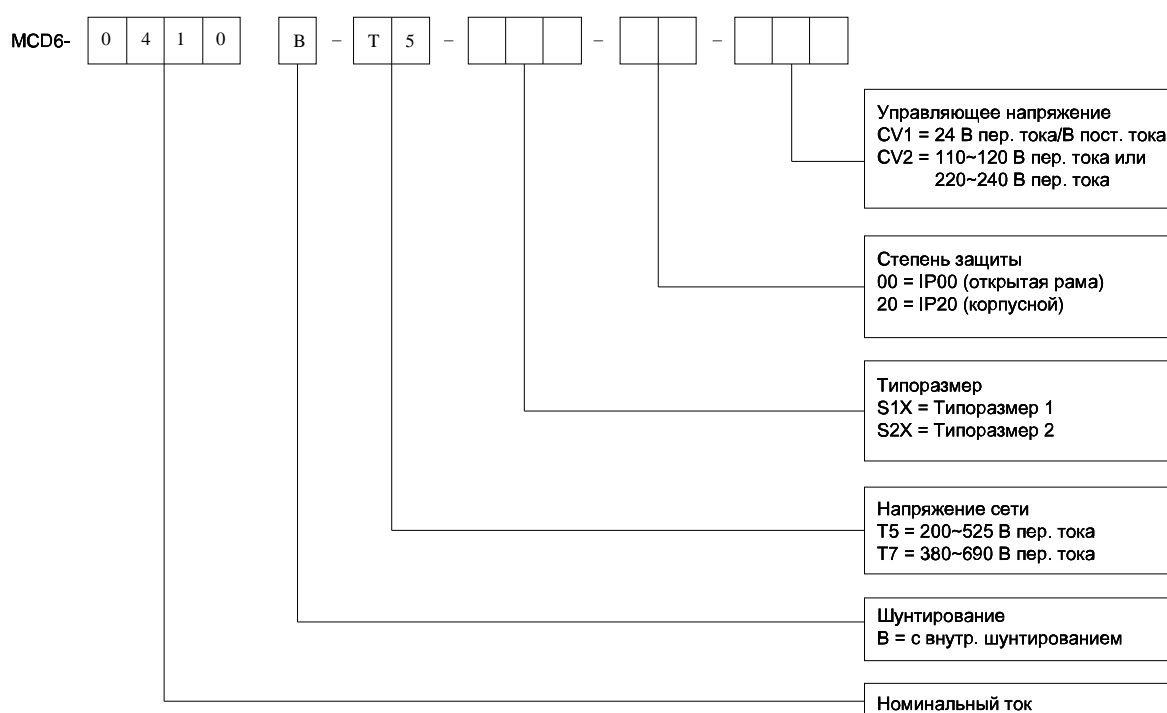 MCD6- 0 4 1 0 B – T 5 – – –
Управляющее напряжение
CV1 = 24 В пер. тока/В пост. тока
CV2 = 110~120 В пер. тока или
220~240 В пер. тока
Степень защиты
00 = IP00 (открытая рама)
20 = IP20 (корпусной)
Типоразмер
S1X = Типоразмер 1
S2X = Типоразмер 2
Напряжение сети
T5 = 200~525 В пер. тока
T7 = 380~690 В пер. тока
Шунтирование
B = с внутр. шунтированием
Номинальный ток